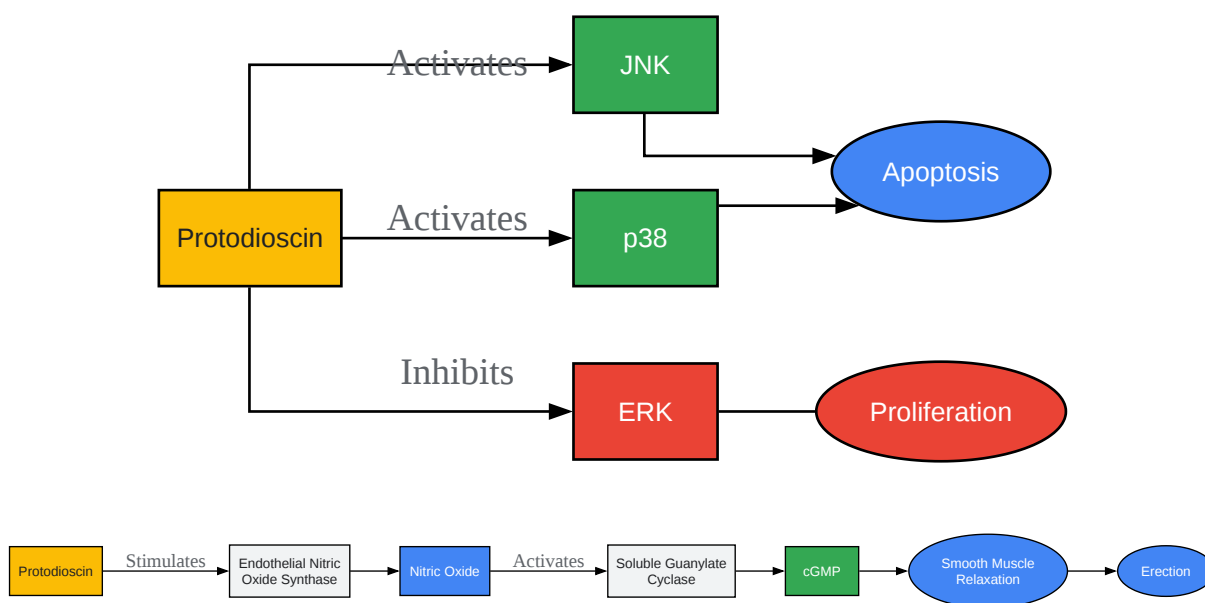 Activates
JNK
Apoptosis
Protodioscin
Activates
p38
Inhibits
ERK
Proliferation
Protodioscin
Stimulates
Endothelial Nitric
Oxide Synthase
Nitric Oxide
Activates
Soluble Guanylate
Cyclase
cGMP
Smooth Muscle
Relaxation
Erection